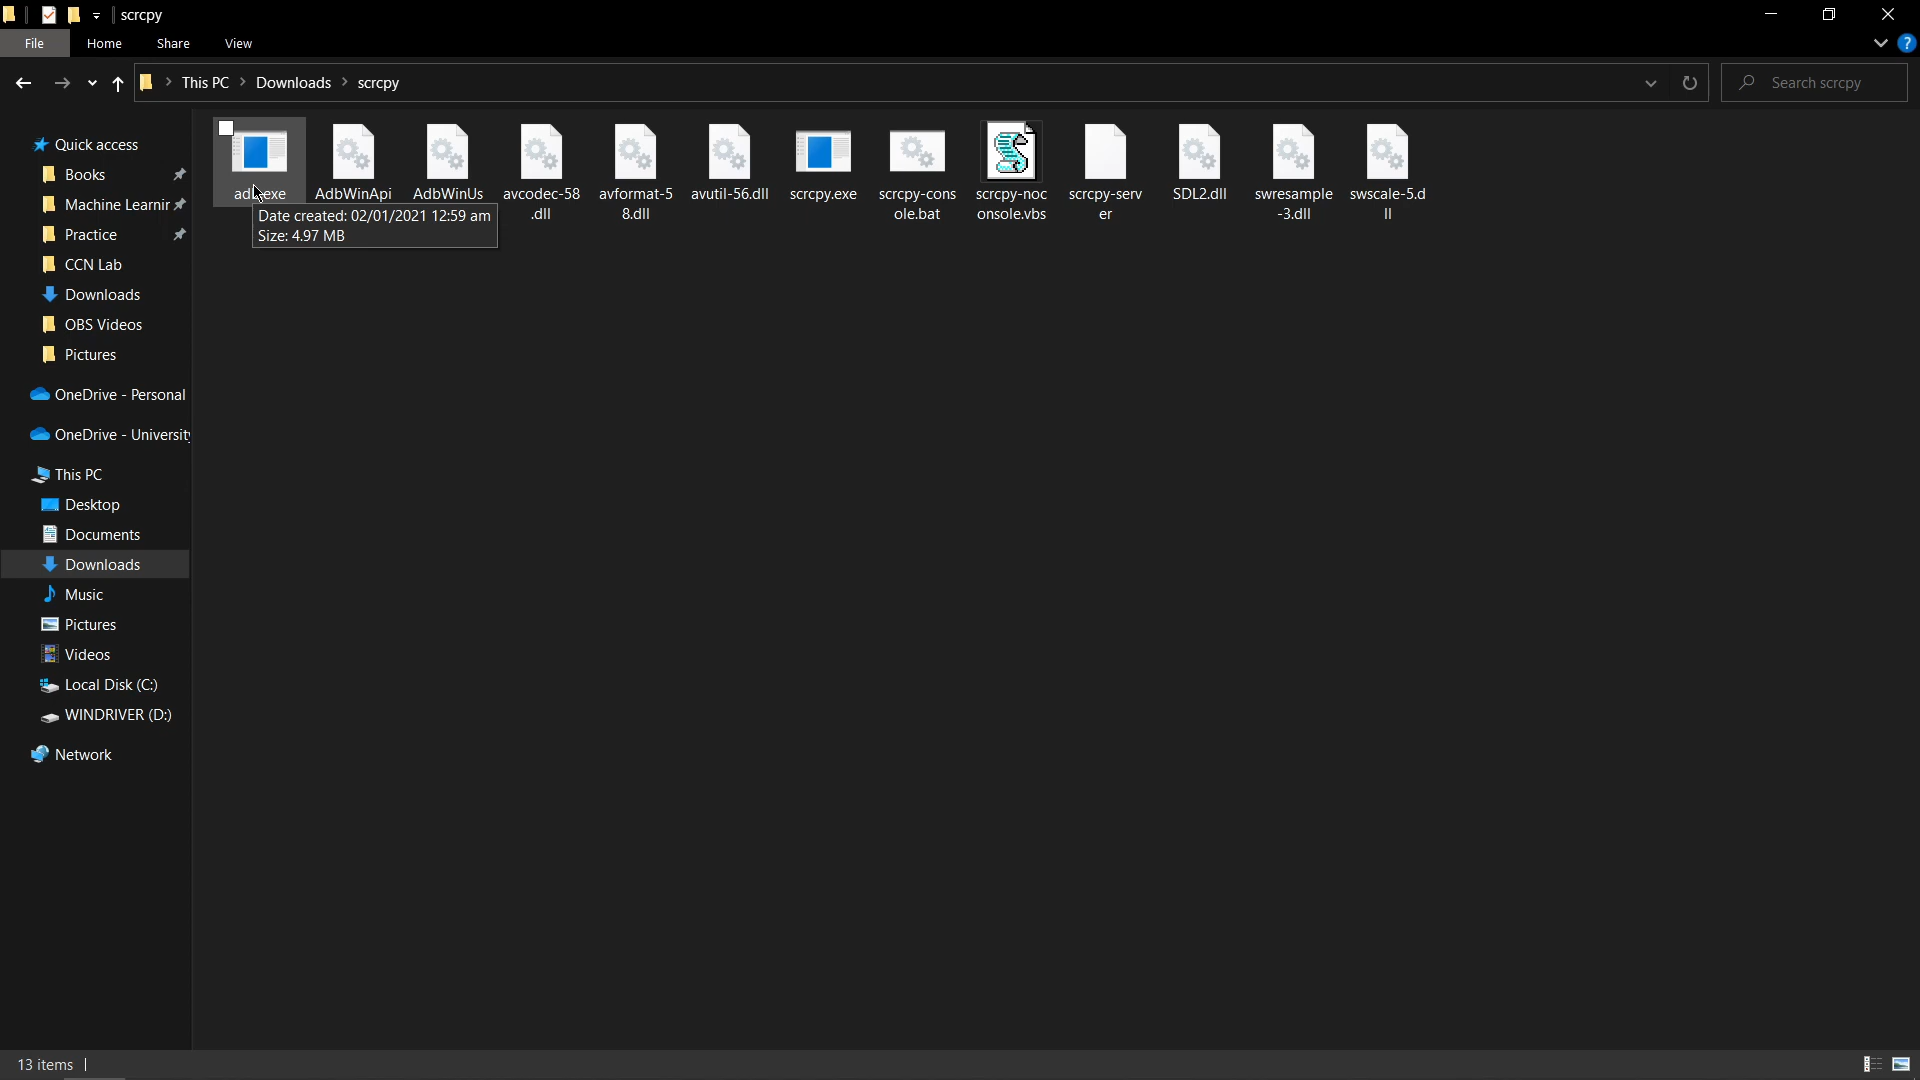 scrcpy
File Home Share View
This PC Downloads scrcpy
Search scrcpy
Quick access
Books
Machine Learnir
Practice
CCN Lab
Downloads
OBS Videos
Pictures
OneDrive - Personal
OneDrive - University
This PC
Desktop
Documents
Downloads
Music
Pictures
Videos
Local Disk (C:)
WINDRIVER (D:)
Network
AdbWinApi
AdbWinUs
avcodec-58
.dll
avformat-5
8.dll
avutil-56.dll
scrcpy.exe
scrcpy-cons
ole.bat
scrcpy-noc
onsole.vbs
scrcpy-serv
er
SDL2.dll
swresample
-3.dll
swscale-5.d
ll
Date created: 02/01/2021 12:59 am
Size: 4.97 MB
13 items